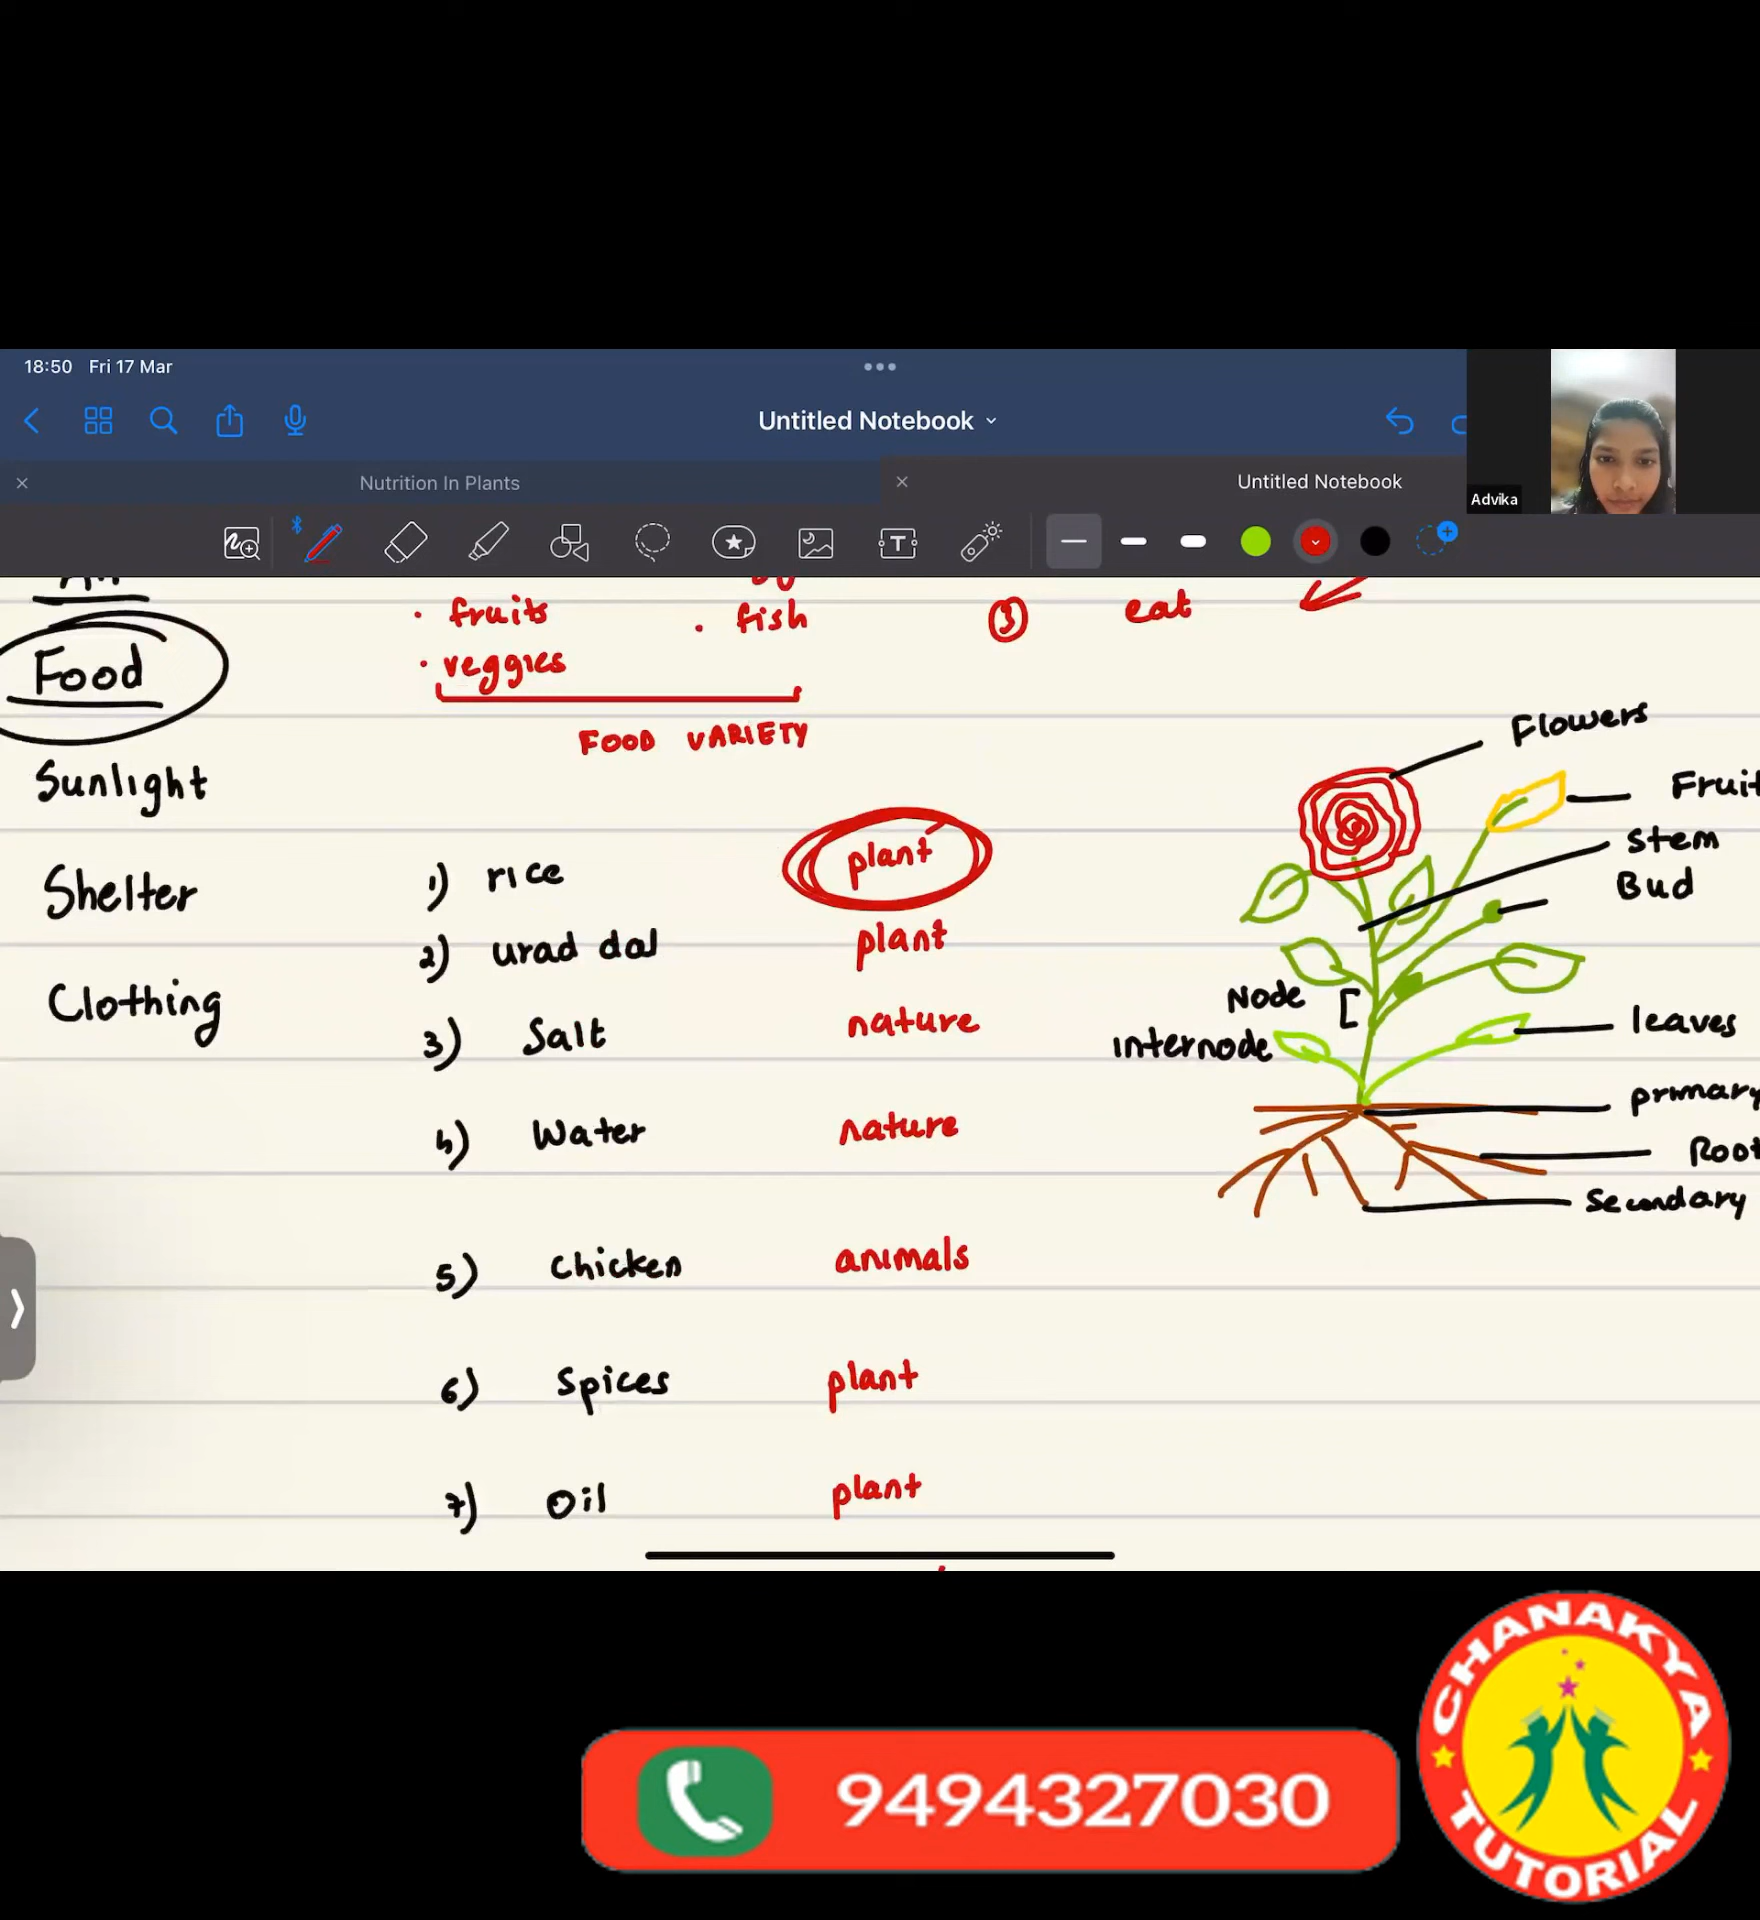 18:50 Fri 17 Mar
Untitled Notebook
Nutrition In Plants
Untitled Notebook
Advika
Food
Sunlight
Shelter
Clothing
· fruits
· veggies
· fish
FOOD VARIETY
③ eat
1) rice plant
2) urad dal plant
3) Salt nature
4) Water nature
5) Chicken animals
6) Spices plant
7) Oil plant
Flowers
Fruit
Stem
Bud
Node
internode
leaves
primary
Root
Secondary
9494327030
CHANAKYA
TUTORIAL